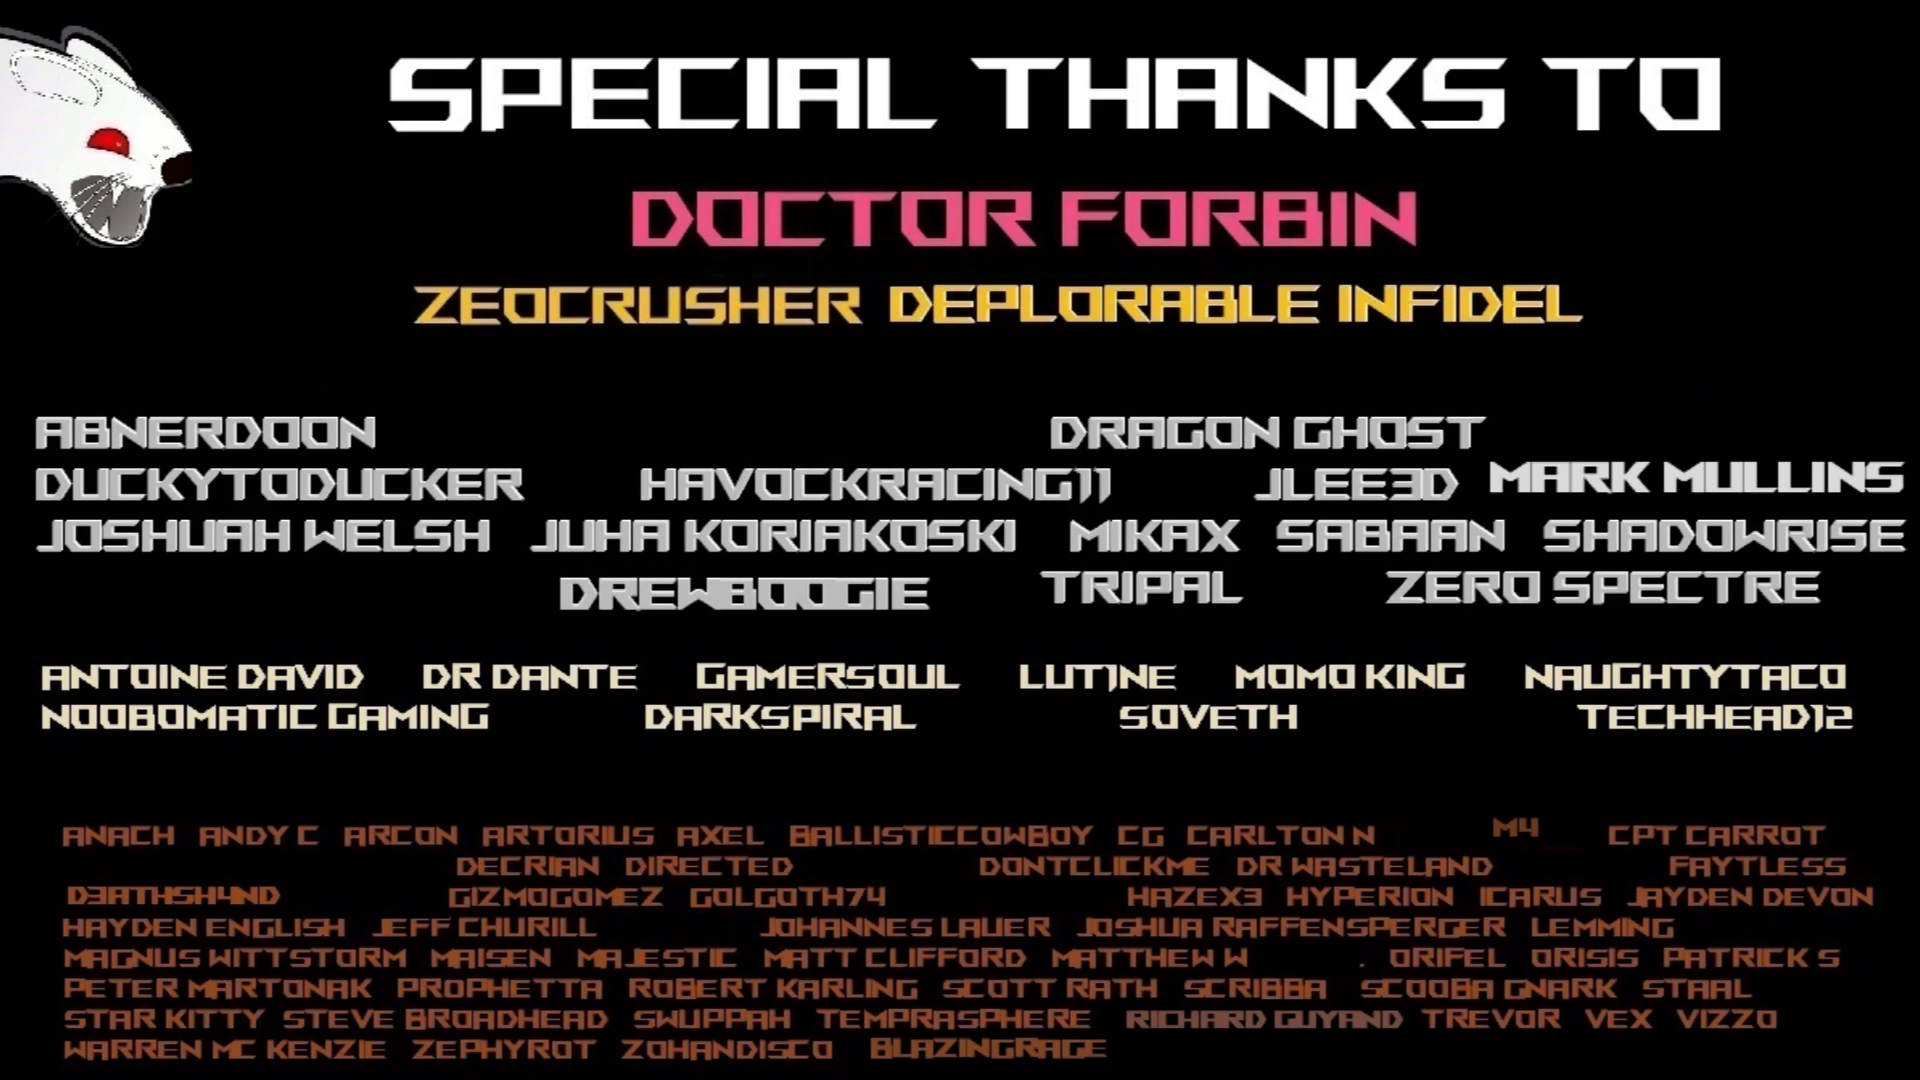 SPECIAL THANKS TO
DOCTOR FORBIN
ZEOCRUSHER DEPLORABLE INFIDEL
ABNERDOON DRAGON GHOST
DUCKYTODUCKER HAVOCKRACING11 JLEE3D MARK MULLINS
JOSHUAH WELSH JUHA KORIAKOSKI MIKAX SABAAN SHADOWRISE
DREWBOOGIE TRIPAL ZERO SPECTRE
ANTOINE DAVID DR DANTE GAMERSOUL LUT1NE MOMO KING NAUGHTYTACO
NOOBOMATIC GAMING DARKSPIRAL SOVETH TECHHEAD12
ANACH ANDY C ARCON ARTORIUS AXEL BALLISTICCOWBOY CG CARLTON N M4 CPT CARROT
DECRIAN DIRECTED DONTCLICKME DR WASTELAND FAYTLESS
D3ATHSH4ND GIZMOGOMEZ GOLGOTH74 HAZEX3 HYPERION ICARUS JAYDEN DEVON
HAYDEN ENGLISH JEFF CHURILL JOHANNES LAUER JOSHUA RAFFENSPERGER LEMMING
MAGNUS WITTSTORM MAISEN MAJESTIC MATT CLIFFORD MATTHEW W . ORIFEL ORISIS PATRICK S
PETER MARTONAK PROPHETTA ROBERT KARLING SCOTT RATH SCRIBBA SCOOBA GNARK STAAL
STAR KITTY STEVE BROADHEAD SWUPPAH TEMPRASPHERE RICHARD GUYAND TREVOR VEX VIZZO
WARREN MC KENZIE ZEPHYROT ZOHANDISCO BLAZINGRAGE